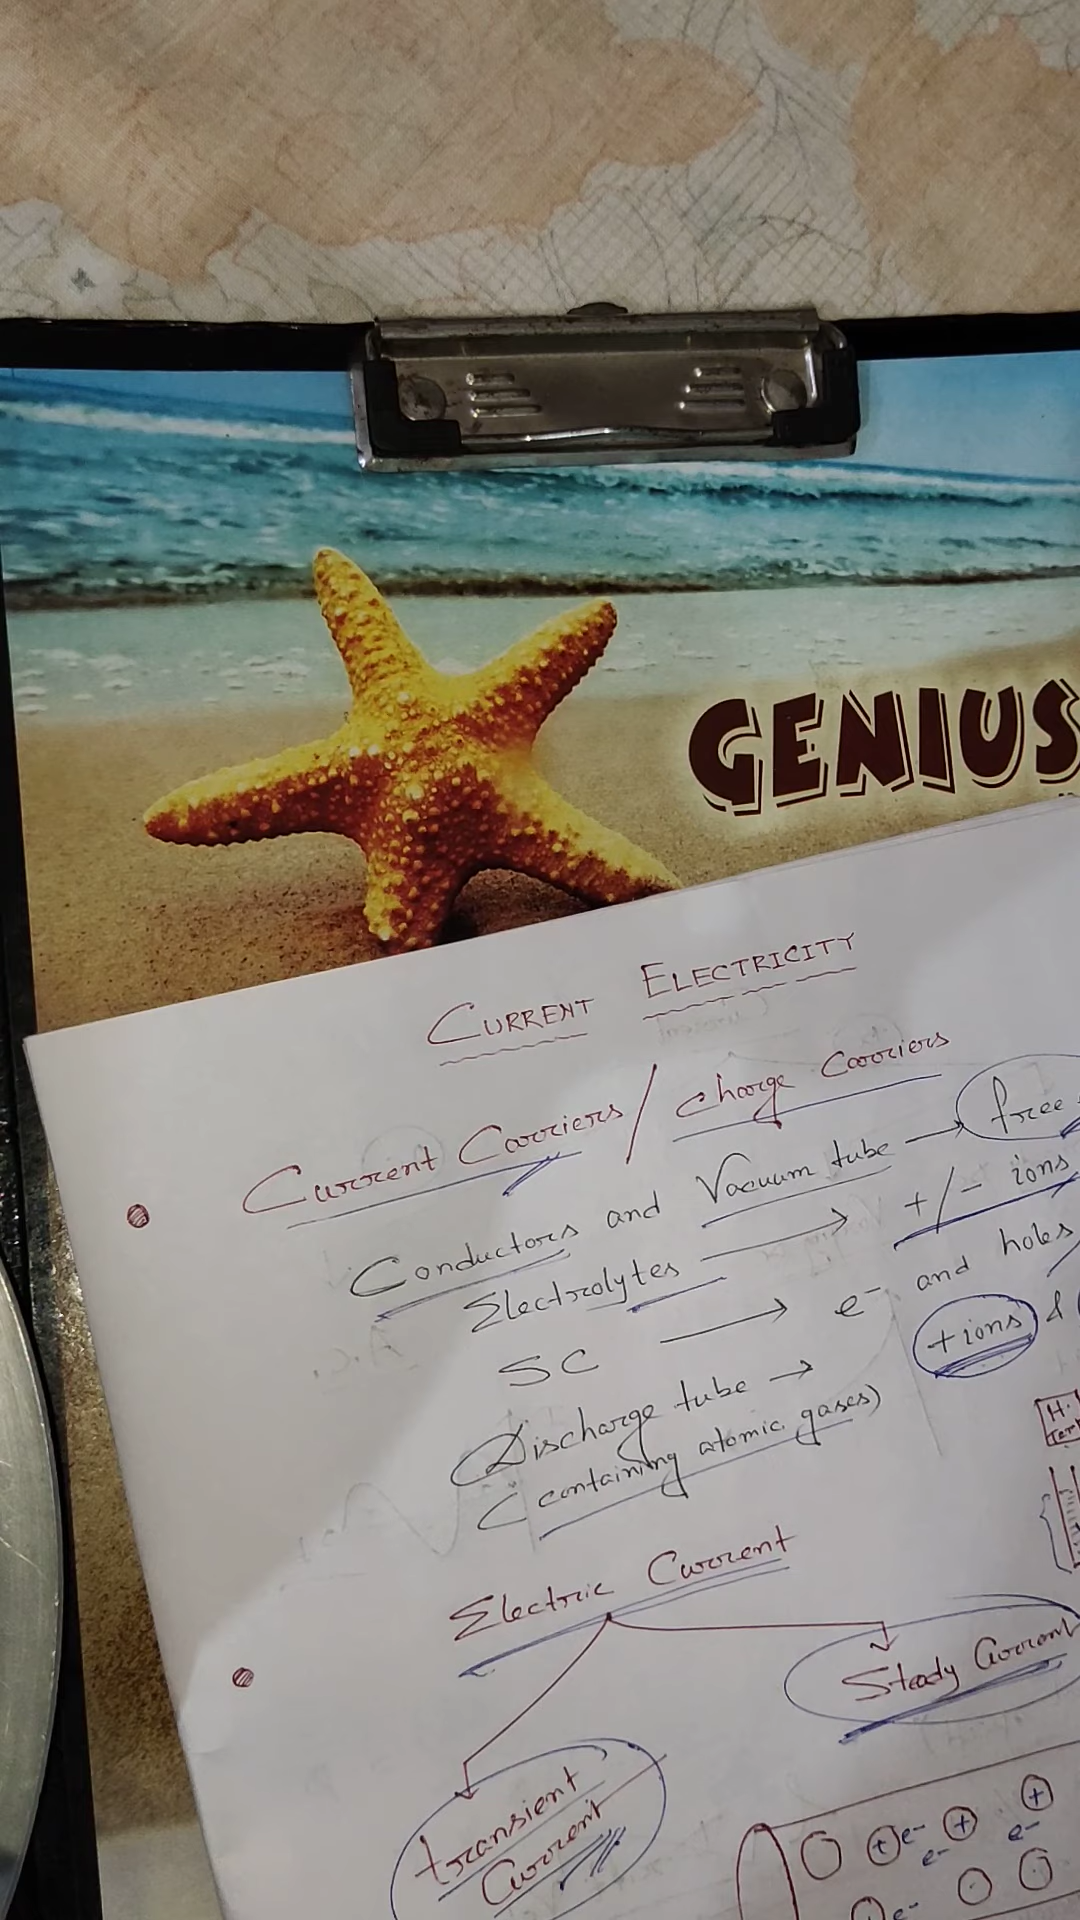 GENIUS
CURRENT ELECTRICITY
Current Carriers / Charge Carriers
Conductors and Vacuum tube → free
Electrolytes → +/- ions
SC → e⁻ and holes
Discharge tube → +ions &
(containing atomic gases)
H.
Electric Current
Steady Current
transient
Current
+ e⁻ + +
e⁻ e⁻
e⁻